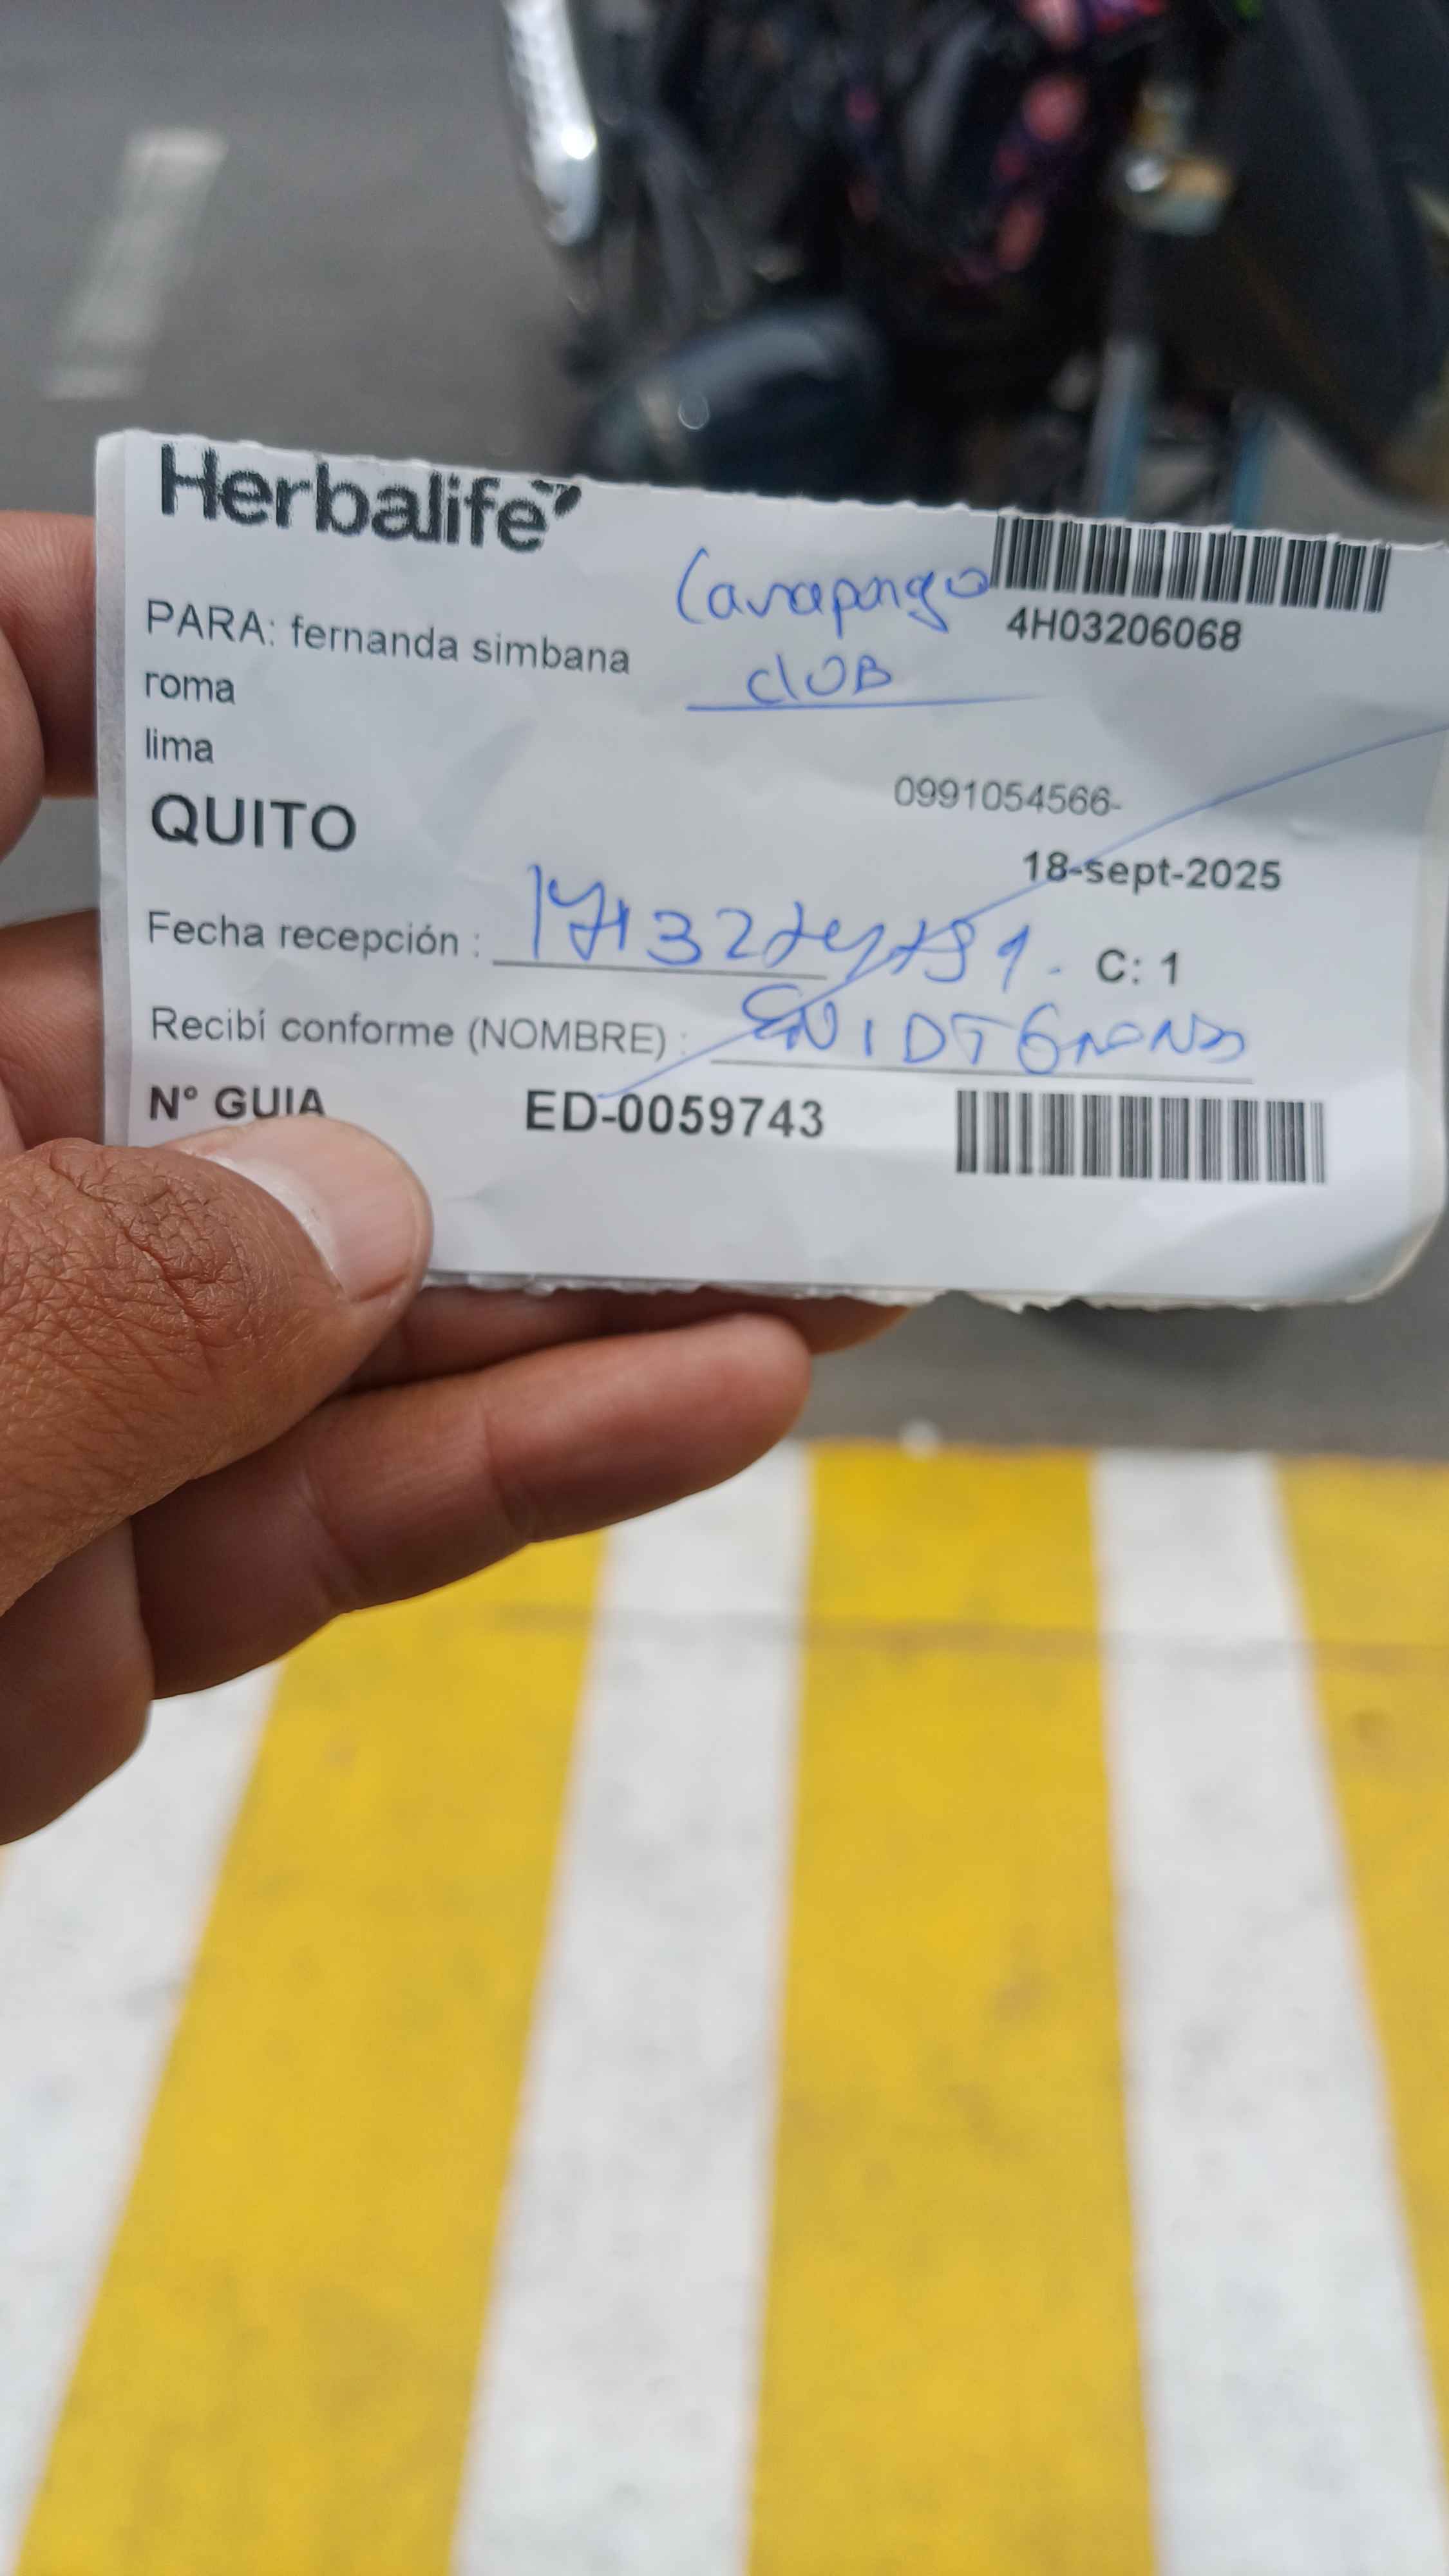 Herbalife
Carapungo
clUB
4H03206068
PARA: fernanda simbana
roma
lima
QUITO
0991054566-
18-sept-2025
Fecha recepción :
C: 1
Recibí conforme (NOMBRE) :
N° GUIA ED-0059743